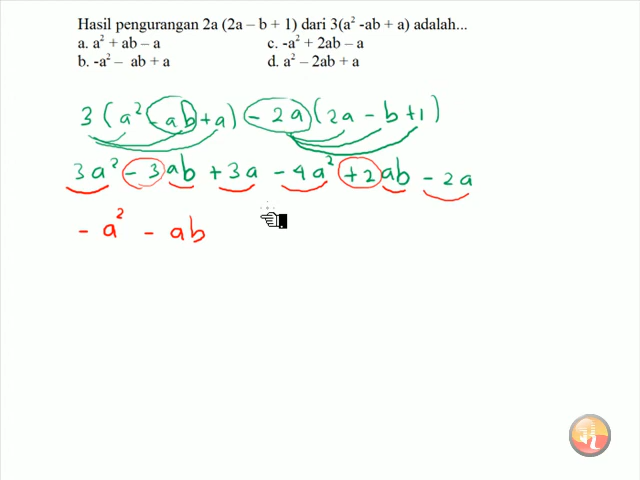 Hasil pengurangan 2a (2a – b + 1) dari 3(a² -ab + a) adalah...
a. a² + ab – a c. -a² + 2ab – a
b. -a² – ab + a d. a² – 2ab + a
3 ( a² - ab + a ) - 2a ( 2a - b + 1 )
3a² - 3ab + 3a - 4a² + 2ab - 2a
- a² - ab